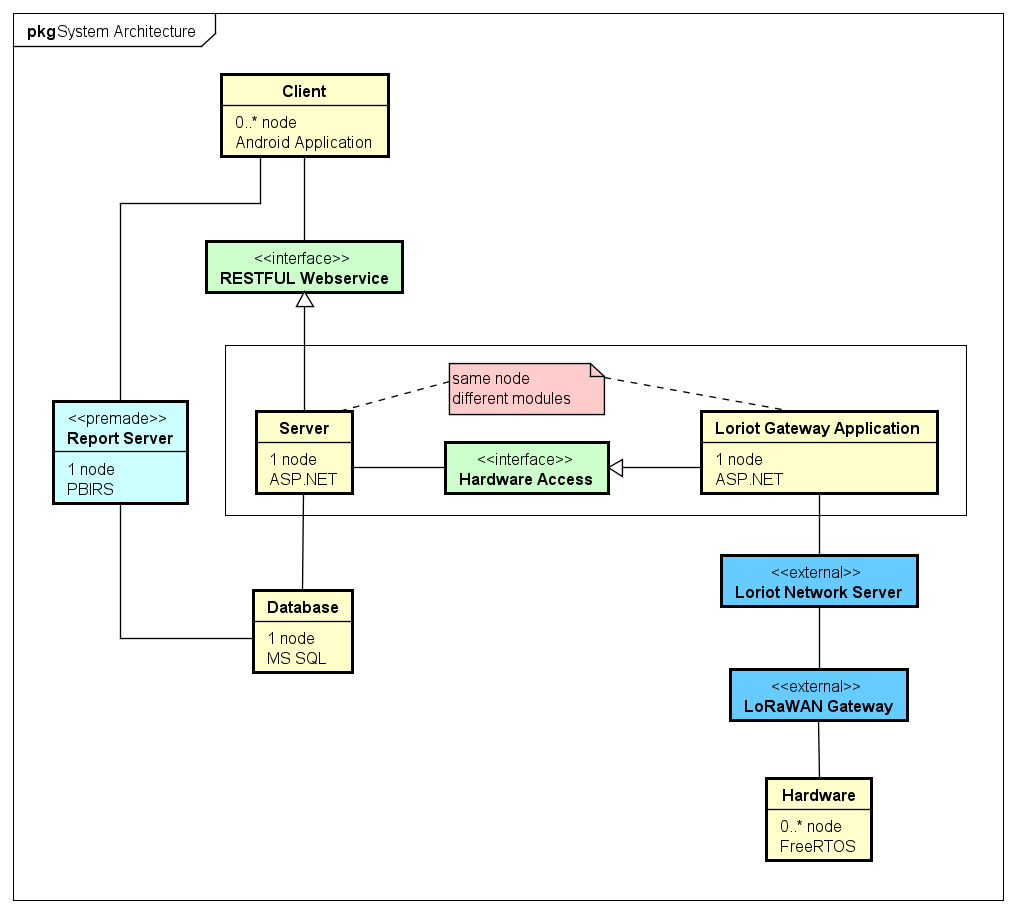 pkg System Architecture
Client
0..* node
Android Application
<<interface>>
RESTFUL Webservice
same node
different modules
<<premade>>
Report Server
1 node
PBIRS
Server
1 node
ASP.NET
<<interface>>
Hardware Access
Loriot Gateway Application
1 node
ASP.NET
<<external>>
Loriot Network Server
Database
1 node
MS SQL
<<external>>
LoRaWAN Gateway
Hardware
0..* node
FreeRTOS